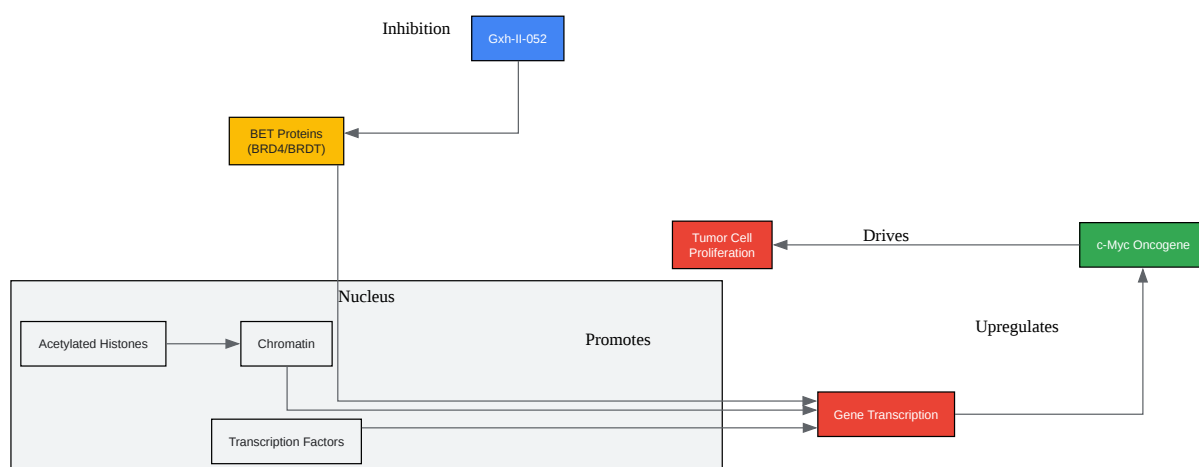 Inhibition
Gxh-II-052
BET Proteins
(BRD4/BRDT)
Tumor Cell
Proliferation
Drives
c-Myc Oncogene
Nucleus
Acetylated Histones
Chromatin
Promotes
Upregulates
Gene Transcription
Transcription Factors